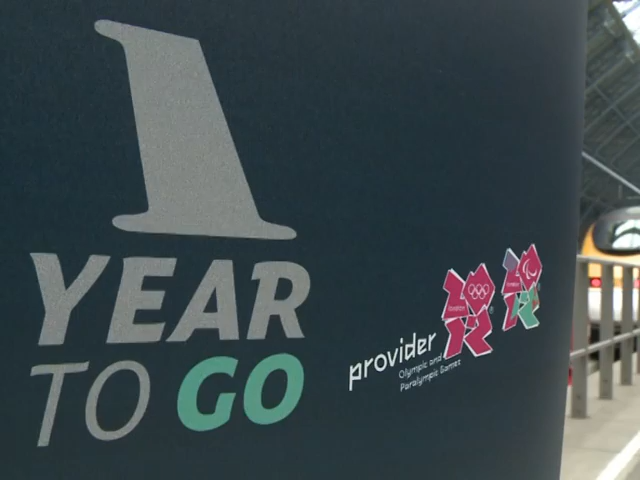 1
YEAR
TO GO
provider
Olympic and
Paralympic Games